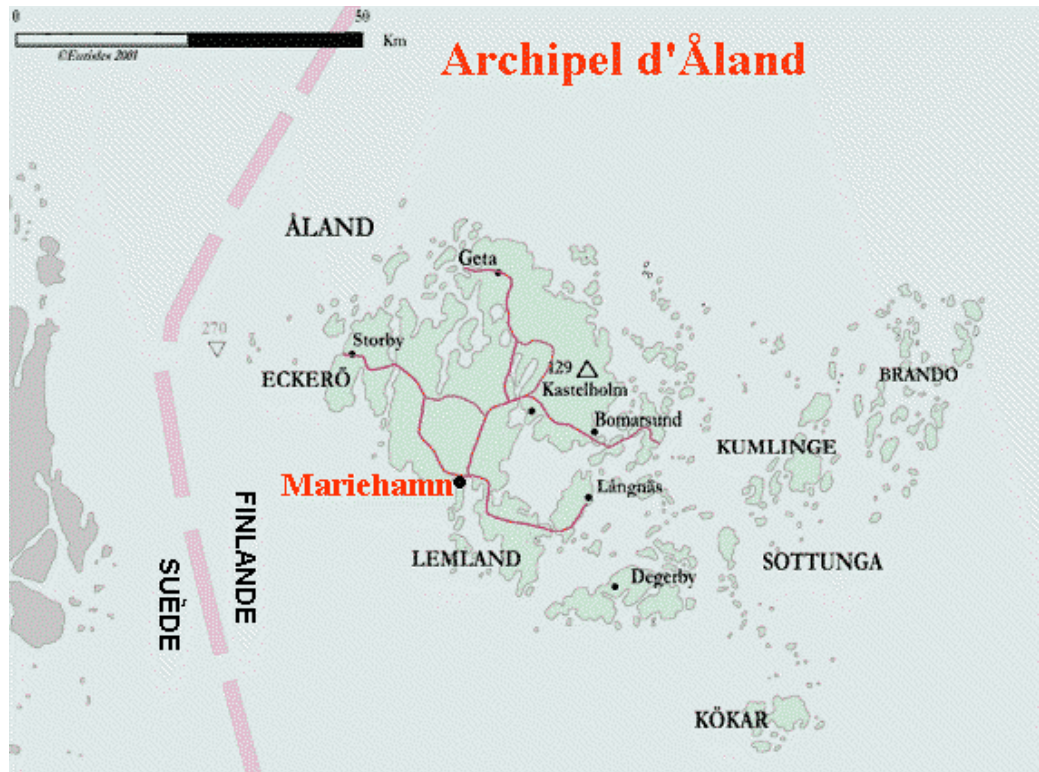 0 50
Km
©Eurides 2001
Archipel d'Åland
ÅLAND
Geta
270
Storby
ECKERÖ
129
Kastelholm
BRANDO
Bomarsund
KUMLINGE
Mariehamn
Långnäs
FINLANDE
SUÈDE
LEMLAND
SOTTUNGA
Degerby
KÖKAR